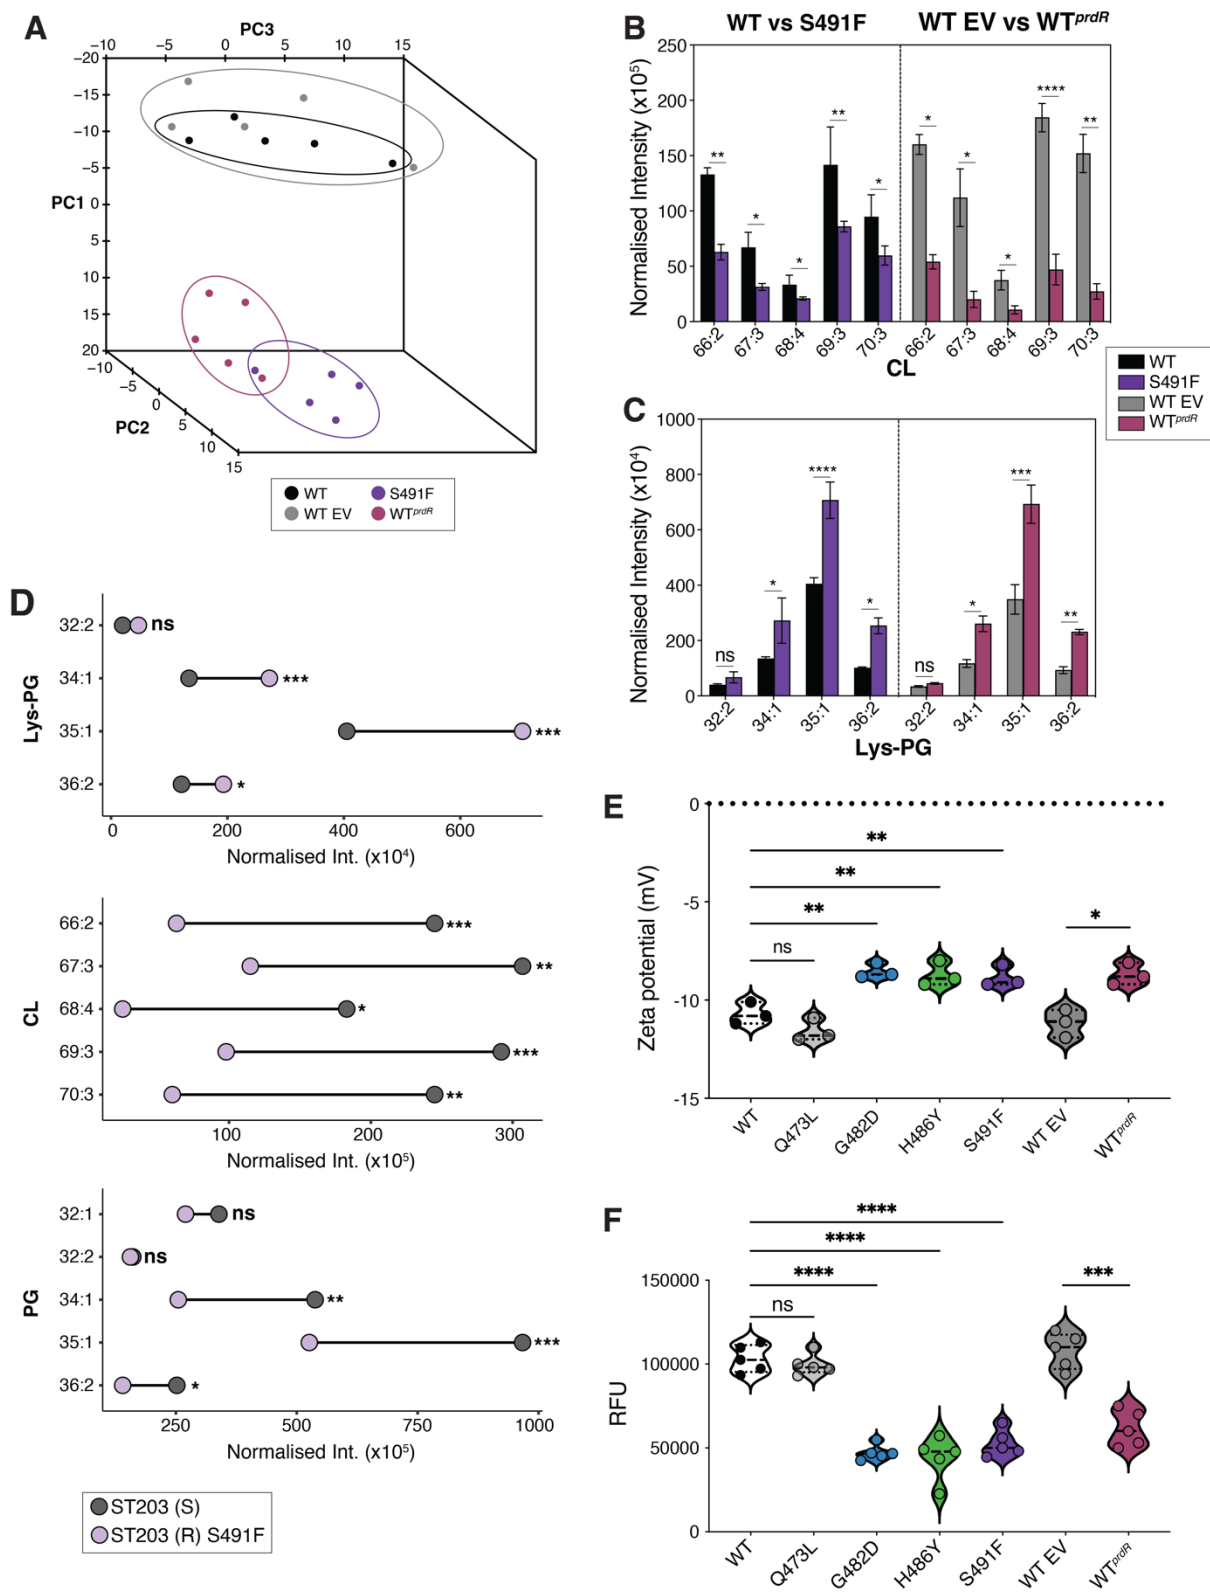 A
PC3
−10 −5 0 5 10 15
−20
−15
−10
−5
PC1 0
5
10
15
20
−10
−5
0
5
10
15
PC2
WT
S491F
WT EV
WTprdR
B
WT vs S491F
WT EV vs WTprdR
Normalised Intensity (x10⁵)
250
200
150
100
50
0
** * * ** * * * * **** **
66:2 67:3 68:4 69:3 70:3 66:2 67:3 68:4 69:3 70:3
CL
WT
S491F
WT EV
WTprdR
C
Normalised Intensity (x10⁴)
1000
800
600
400
200
0
ns * **** * ns * *** **
32:2 34:1 35:1 36:2 32:2 34:1 35:1 36:2
Lys-PG
D
Lys-PG
32:2 ns
34:1 ***
35:1 ***
36:2 *
0 200 400 600
Normalised Int. (x10⁴)
CL
66:2 ***
67:3 **
68:4 *
69:3 ***
70:3 **
100 200 300
Normalised Int. (x10⁵)
PG
32:1 ns
32:2 ns
34:1 **
35:1 ***
36:2 *
250 500 750 1000
Normalised Int. (x10⁵)
ST203 (S)
ST203 (R) S491F
E
Zeta potential (mV)
0
-5
-10
-15
**
**
**
ns
*
WT Q473L G482D H486Y S491F WT EV WTprdR
F
RFU
150000
100000
50000
0
****
****
****
ns
***
WT Q473L G482D H486Y S491F WT EV WTprdR